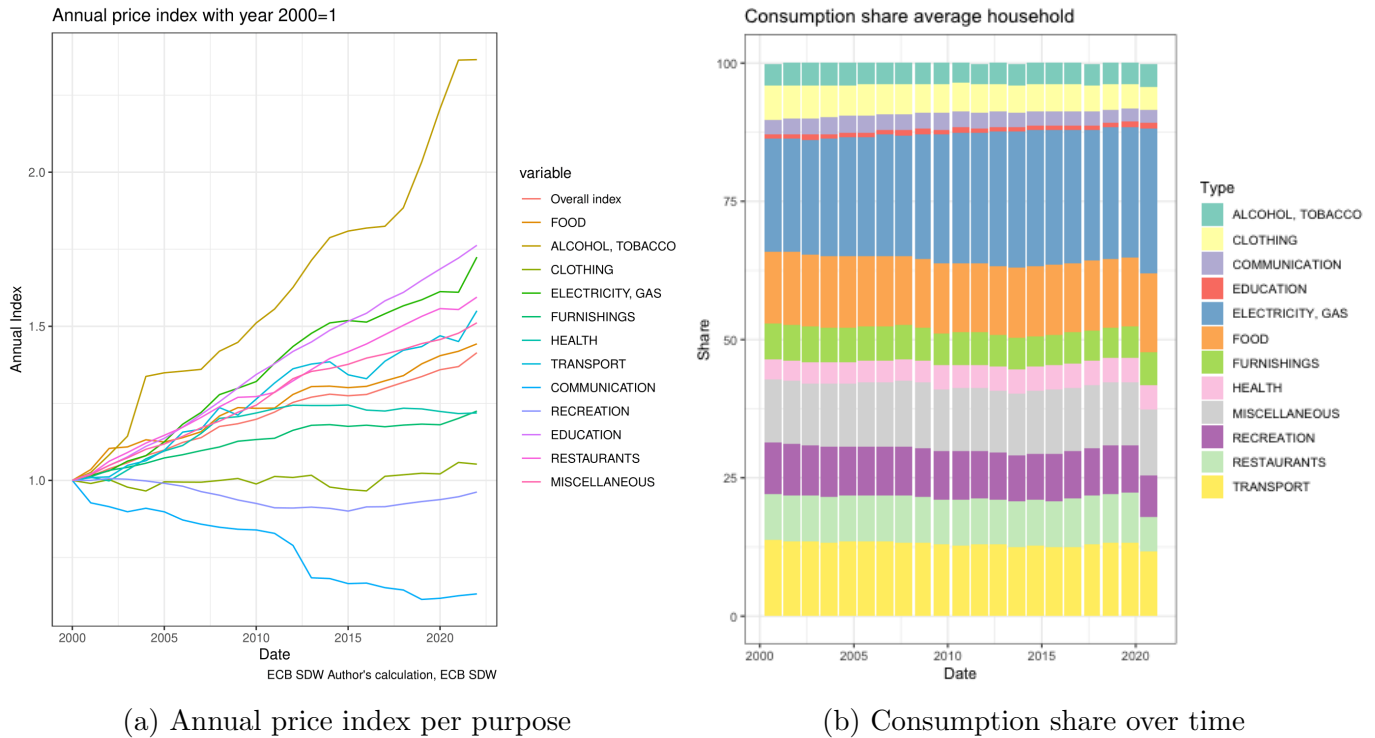 Annual price index with year 2000=1
2.0
1.5
1.0
Annual Index
2000 2005 2010 2015 2020
Date
ECB SDW Author's calculation, ECB SDW
variable
Overall index
FOOD
ALCOHOL, TOBACCO
CLOTHING
ELECTRICITY, GAS
FURNISHINGS
HEALTH
TRANSPORT
COMMUNICATION
RECREATION
EDUCATION
RESTAURANTS
MISCELLANEOUS
(a) Annual price index per purpose
Consumption share average household
100
75
50
25
0
Share
2000 2005 2010 2015 2020
Date
Type
ALCOHOL, TOBACCO
CLOTHING
COMMUNICATION
EDUCATION
ELECTRICITY, GAS
FOOD
FURNISHINGS
HEALTH
MISCELLANEOUS
RECREATION
RESTAURANTS
TRANSPORT
(b) Consumption share over time